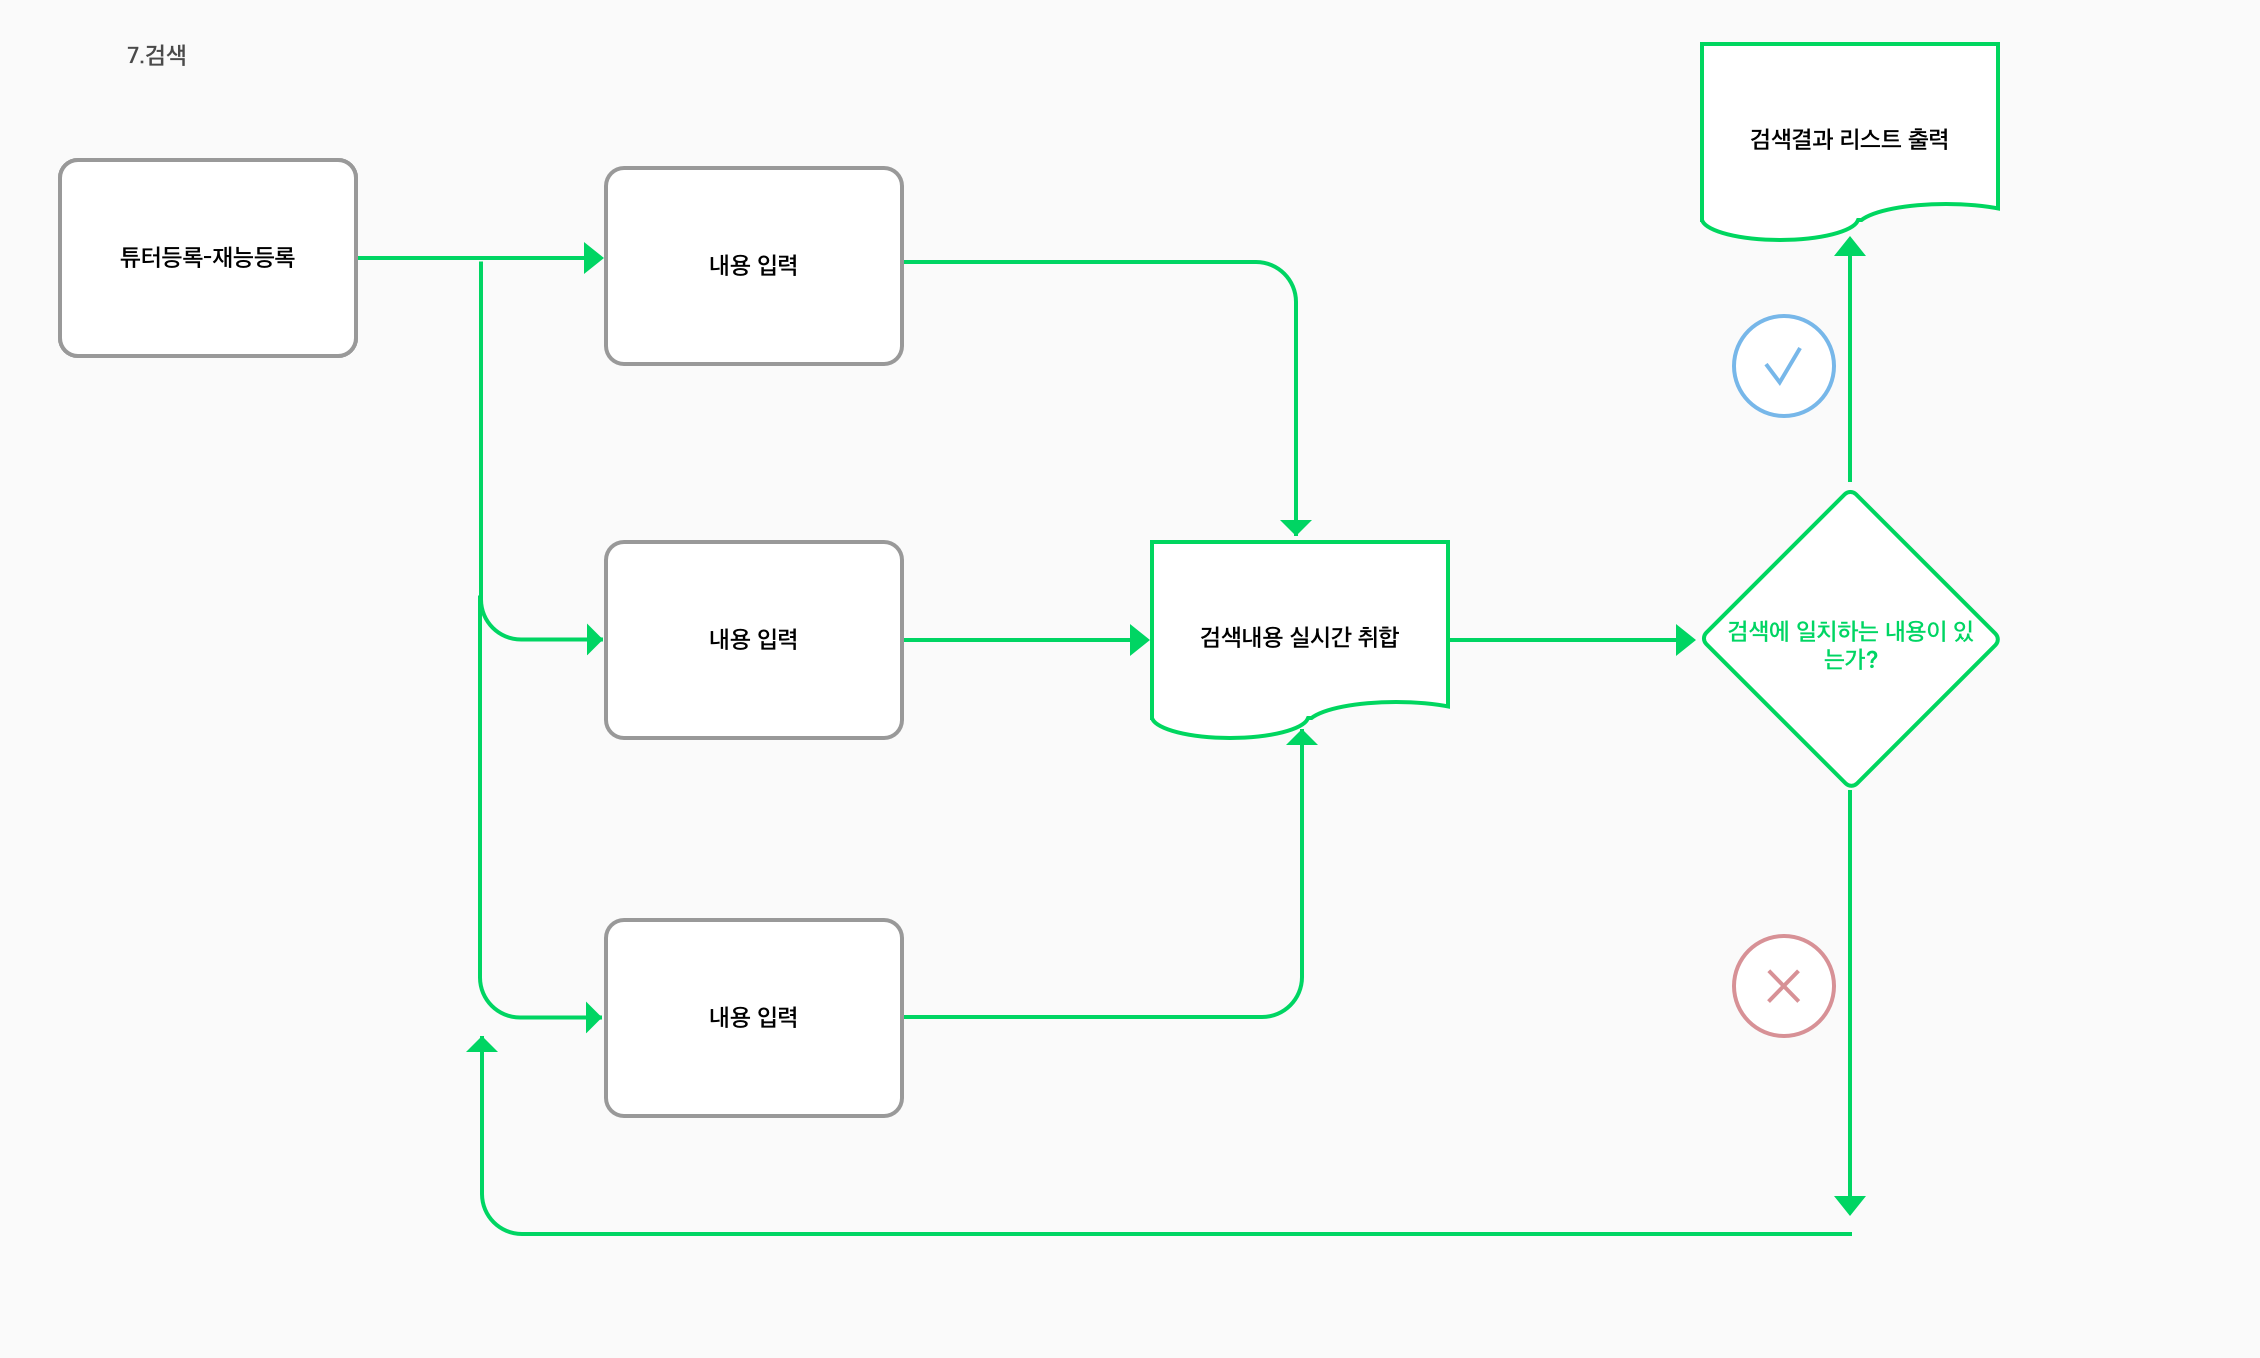 7.검색
검색결과 리스트 출력
튜터등록-재능등록
내용 입력
내용 입력
검색내용 실시간 취합
검색에 일치하는 내용이 있
는가?
내용 입력